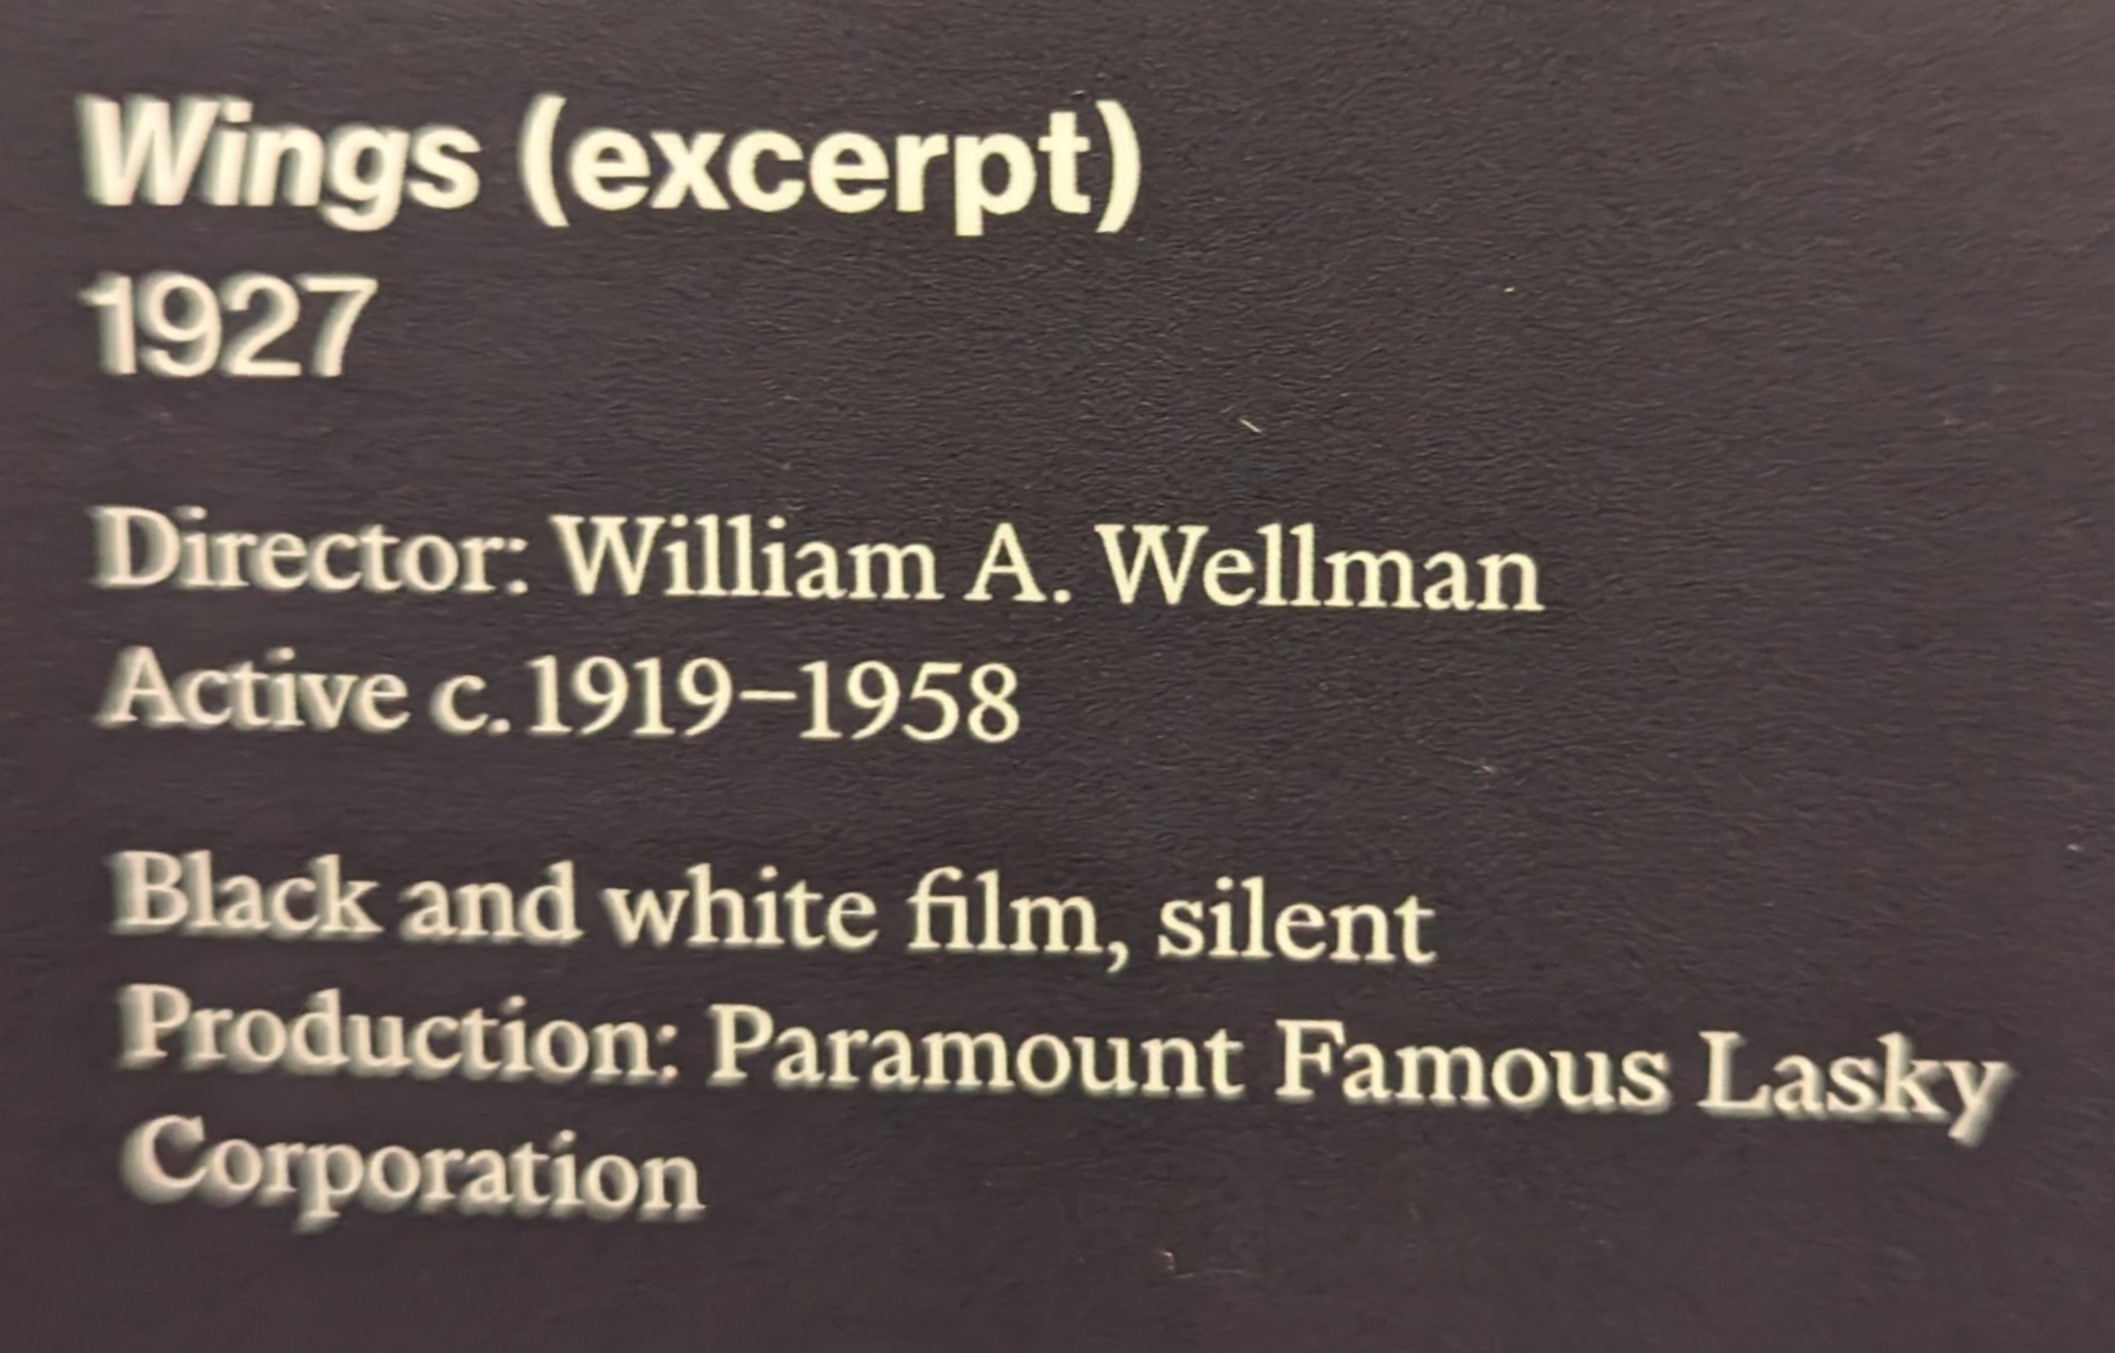 Wings (excerpt)
1927
Director: William A. Wellman
Active c. 1919–1958
Black and white film, silent
Production: Paramount Famous Lasky
Corporation